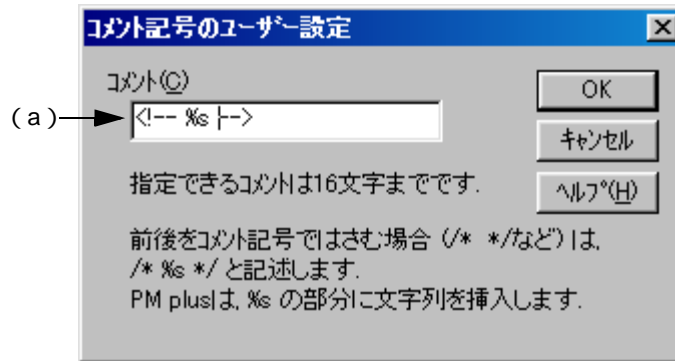 コメント記号のユーザー設定
コメント(C)
(a)
<!-- %s -->
OK
キャンセル
指定できるコメントは16文字までです.
ヘルプ(H)
前後をコメント記号ではさむ場合 (/* */など) は,
/* %s */ と記述します.
PM plusは, %s の部分に文字列を挿入します.